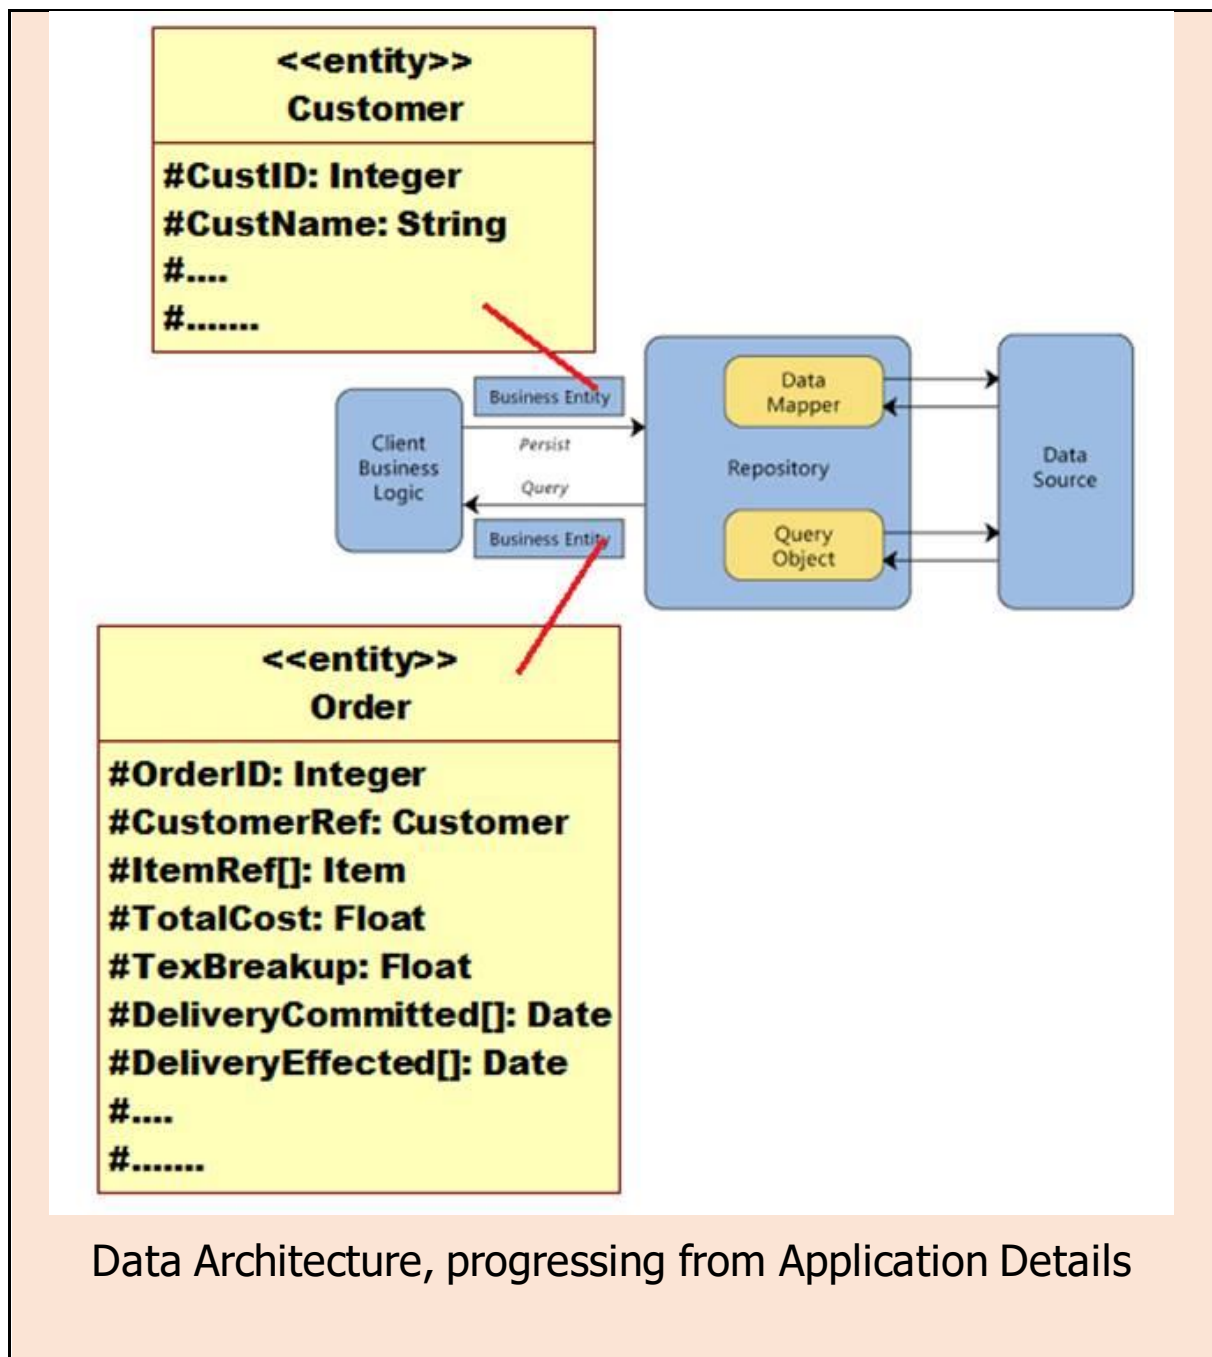 <<entity>>
Customer
#CustID: Integer
#CustName: String
#....
#.......
Client
Business
Logic
Business Entity
Persist
Query
Business Entity
Repository
Data
Mapper
Query
Object
Data
Source
<<entity>>
Order
#OrderID: Integer
#CustomerRef: Customer
#ItemRef[]: Item
#TotalCost: Float
#TexBreakup: Float
#DeliveryCommitted[]: Date
#DeliveryEffected[]: Date
#....
#.......
Data Architecture, progressing from Application Details